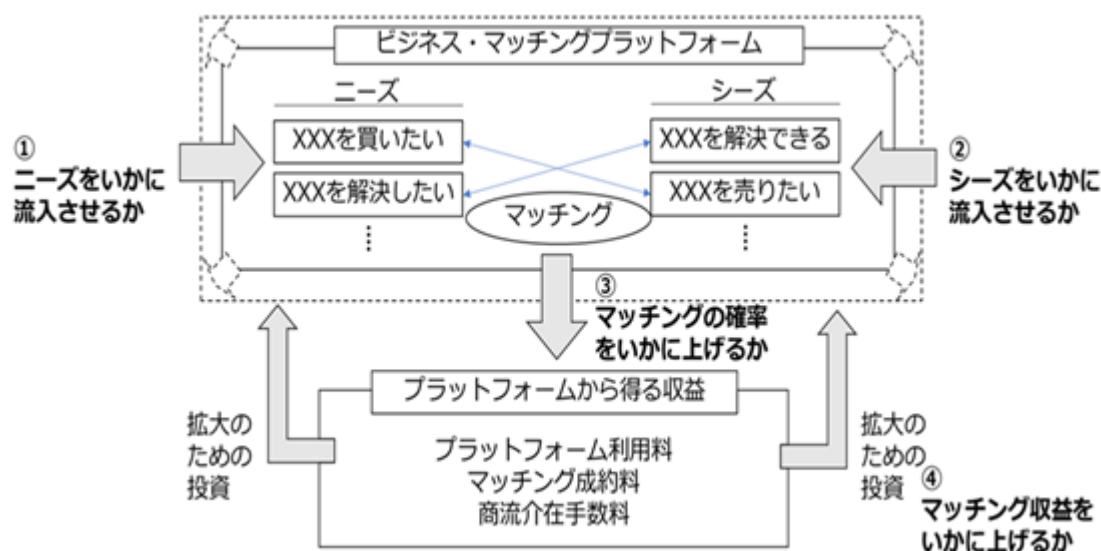 ビジネス・マッチングプラットフォーム
ニーズ
シーズ
XXXを買いたい
XXXを解決できる
XXXを解決したい
XXXを売りたい
マッチング
①
ニーズをいかに
流入させるか
②
シーズをいかに
流入させるか
③
マッチングの確率
をいかに上げるか
プラットフォームから得る収益
プラットフォーム利用料
マッチング成約料
商流介在手数料
拡大の
ための
投資
拡大の
ための
投資
④
マッチング収益を
いかに上げるか